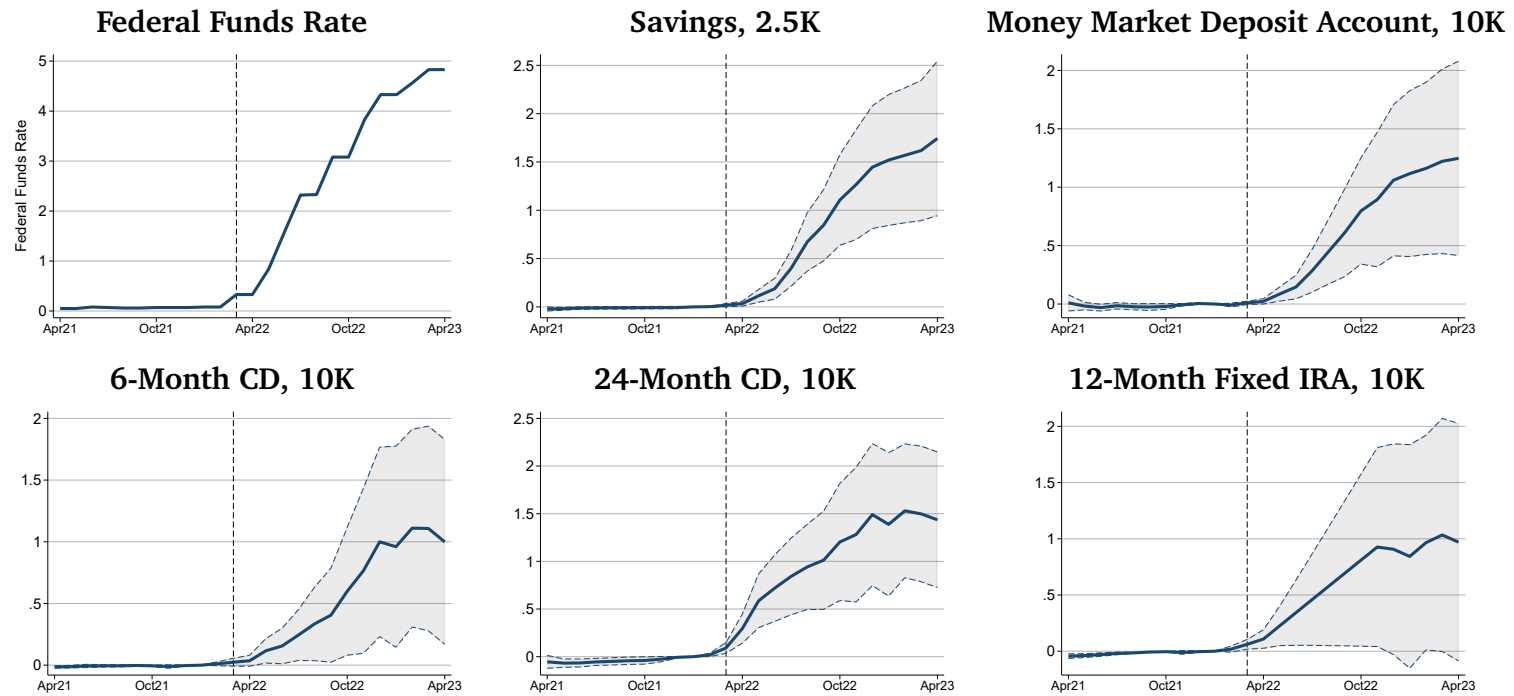 Federal Funds Rate
Federal Funds Rate
5
4
3
2
1
0
Apr21 Oct21 Apr22 Oct22 Apr23
Savings, 2.5K
2.5
2
1.5
1
.5
0
Apr21 Oct21 Apr22 Oct22 Apr23
Money Market Deposit Account, 10K
2
1.5
1
.5
0
Apr21 Oct21 Apr22 Oct22 Apr23
6-Month CD, 10K
2
1.5
1
.5
0
Apr21 Oct21 Apr22 Oct22 Apr23
24-Month CD, 10K
2.5
2
1.5
1
.5
0
Apr21 Oct21 Apr22 Oct22 Apr23
12-Month Fixed IRA, 10K
2
1.5
1
.5
0
Apr21 Oct21 Apr22 Oct22 Apr23